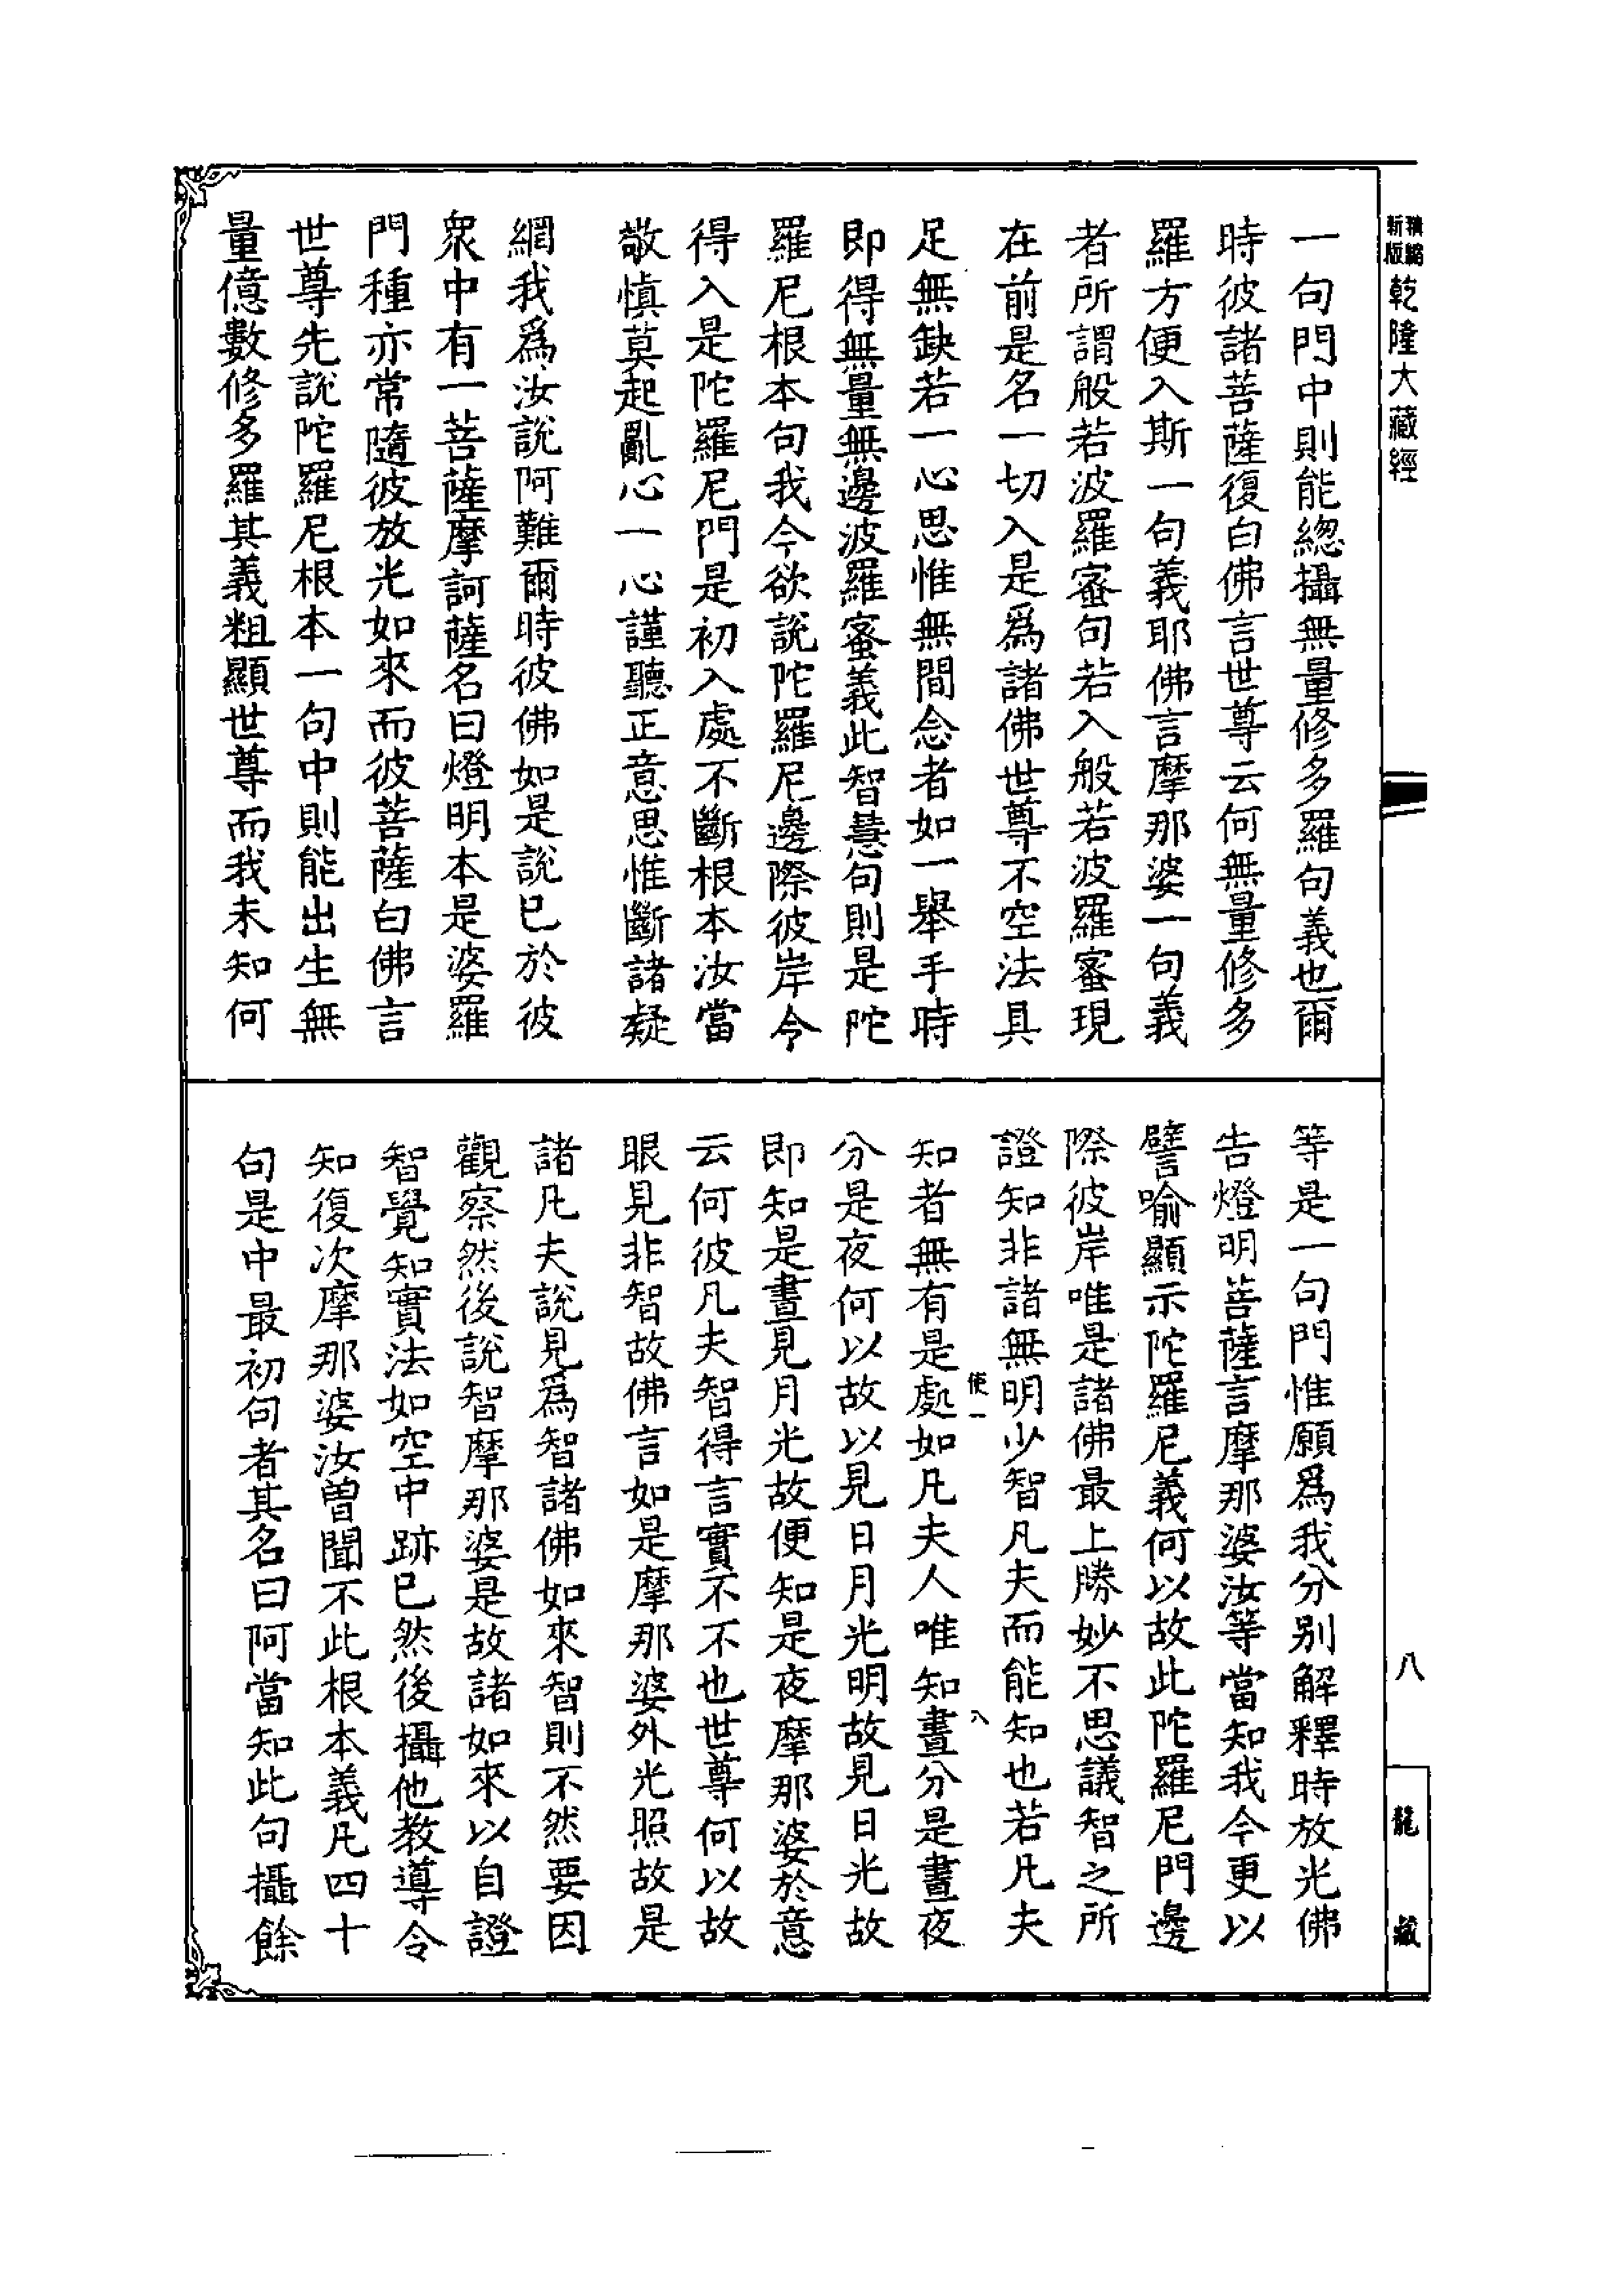 精縮
新版
乾隆大藏經
一句門中則能總攝無量修多羅句義也爾
時彼諸菩薩復白佛言世尊云何無量修多
羅方便入斯一句義耶佛言摩那婆一句義
者所謂般若波羅蜜句若入般若波羅蜜現
在前是名一切入是爲諸佛世尊不空法具
足無缺若一心思惟無間念者如一舉手時
即得無量無邊波羅蜜義此智慧句則是陀
羅尼根本句我今欲說陀羅尼邊際彼岸令
得入是陀羅尼門是初入處不斷根本汝當
敬慎莫起亂心一心謹聽正意思惟斷諸疑
網我爲汝說阿難爾時彼佛如是說已於彼
衆中有一菩薩摩訶薩名曰燈明本是婆羅
門種亦常隨彼放光如來而彼菩薩白佛言
世尊先說陀羅尼根本一句中則能出生無
量億數修多羅其義粗顯世尊而我未知何
等是一句門惟願爲我分別解釋時放光佛
告燈明菩薩言摩那婆汝等當知我今更以
譬喻顯示陀羅尼義何以故此陀羅尼門邊
際彼岸唯是諸佛最上勝妙不思議智之所
證知非諸無明少智凡夫而能知也若凡夫
使一
八
知者無有是處如凡夫人唯知晝分是晝夜
分是夜何以故以見日月光明故見日光故
即知是晝見月光故便知是夜摩那婆於意
云何彼凡夫智得言實不不也世尊何以故
眼見非智故佛言如是摩那婆外光照故是
諸凡夫說見爲智諸佛如來智則不然要因
觀察然後說智摩那婆是故諸如來以自證
智覺知實法如空中跡已然後攝他教導令
知復次摩那婆汝曾聞不此根本義凡四十
句是中最初句者其名曰阿當知此句攝餘
八
龍藏